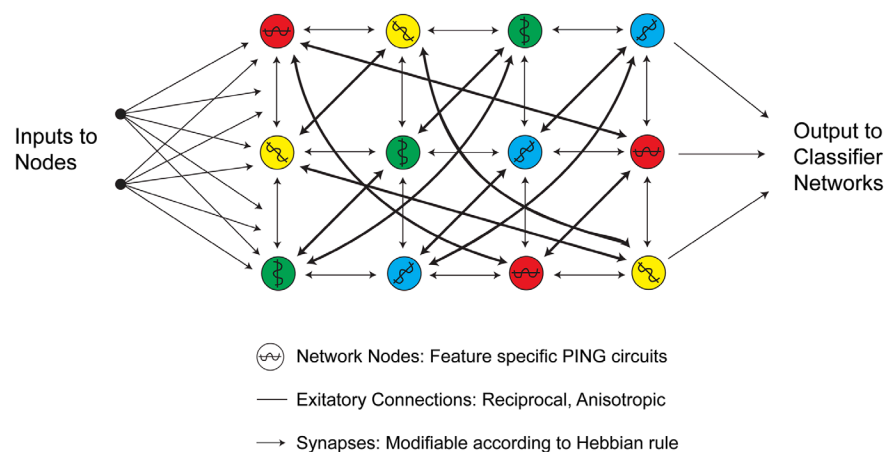 Inputs to
Nodes
Output to
Classifier
Networks
Network Nodes: Feature specific PING circuits
Exitatory Connections: Reciprocal, Anisotropic
Synapses: Modifiable according to Hebbian rule